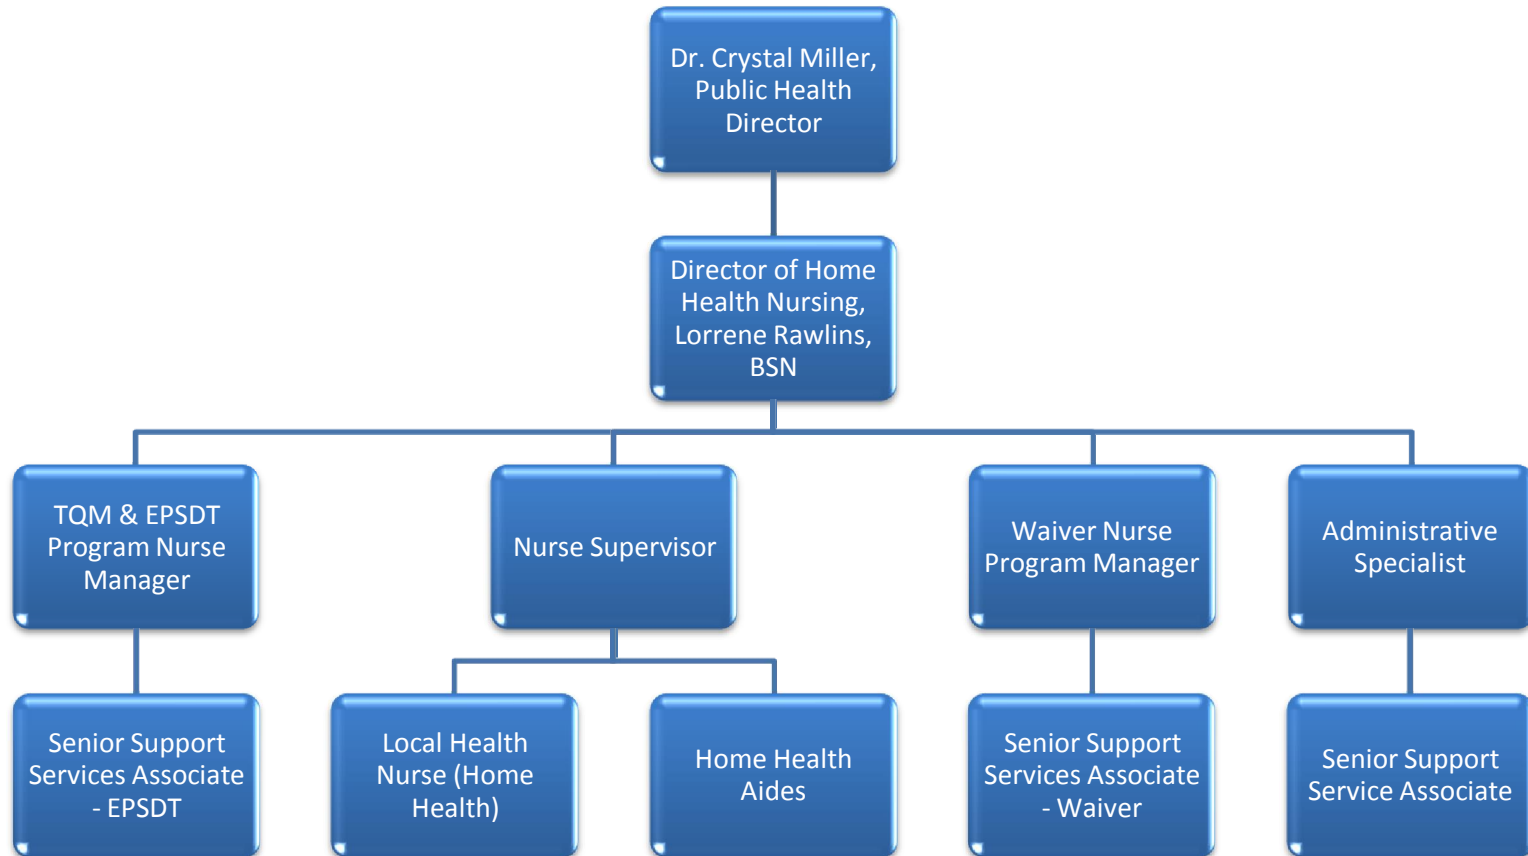 Dr. Crystal Miller,
Public Health
Director
Director of Home
Health Nursing,
Lorrene Rawlins,
BSN
TQM & EPSDT
Program Nurse
Manager
Nurse Supervisor
Waiver Nurse
Program Manager
Administrative
Specialist
Senior Support
Services Associate
- EPSDT
Local Health
Nurse (Home
Health)
Home Health
Aides
Senior Support
Services Associate
- Waiver
Senior Support
Service Associate